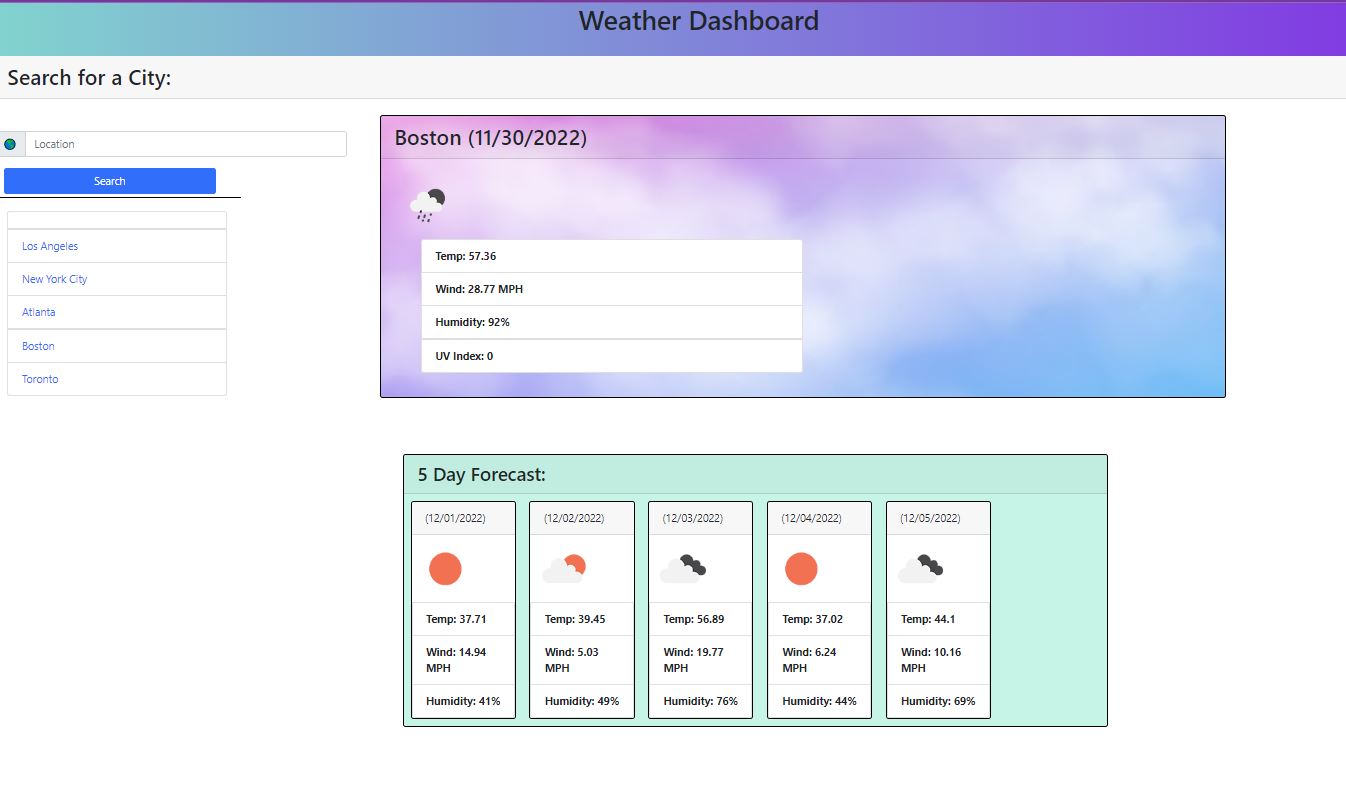 Weather Dashboard
Search for a City:
Location
Search
Los Angeles
New York City
Atlanta
Boston
Toronto
Boston (11/30/2022)
Temp: 57.36
Wind: 28.77 MPH
Humidity: 92%
UV Index: 0
5 Day Forecast:
(12/01/2022)
Temp: 37.71
Wind: 14.94
MPH
Humidity: 41%
(12/02/2022)
Temp: 39.45
Wind: 5.03
MPH
Humidity: 49%
(12/03/2022)
Temp: 56.89
Wind: 19.77
MPH
Humidity: 76%
(12/04/2022)
Temp: 37.02
Wind: 6.24
MPH
Humidity: 44%
(12/05/2022)
Temp: 44.1
Wind: 10.16
MPH
Humidity: 69%